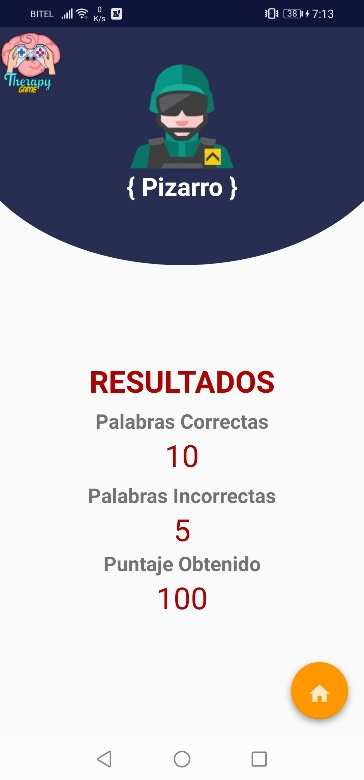 BITEL 0 K/s 38 7:13
Therapy
GAME
{ Pizarro }
RESULTADOS
Palabras Correctas
10
Palabras Incorrectas
5
Puntaje Obtenido
100